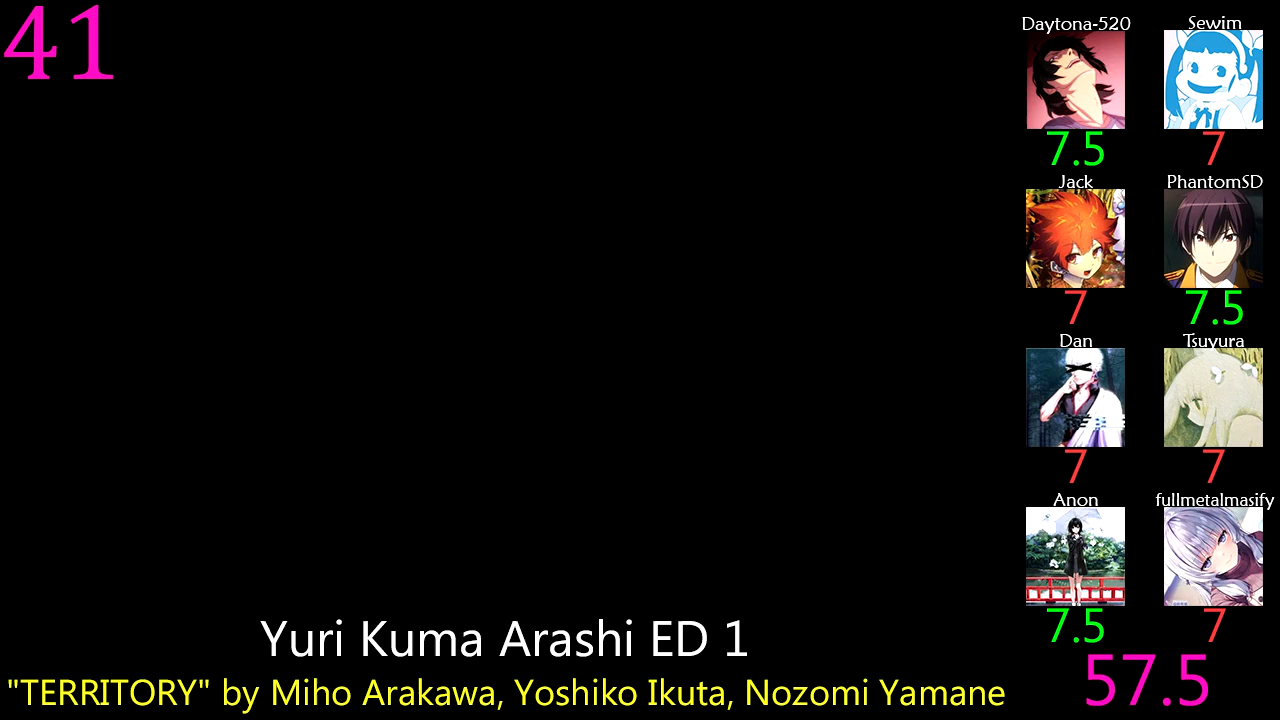 41
Daytona-520 Sewim
7.5 7
Jack PhantomSD
7 7.5
Dan Tsuyura
7 7
Anon fullmetalmasify
7.5 7
57.5
Yuri Kuma Arashi ED 1
"TERRITORY" by Miho Arakawa, Yoshiko Ikuta, Nozomi Yamane